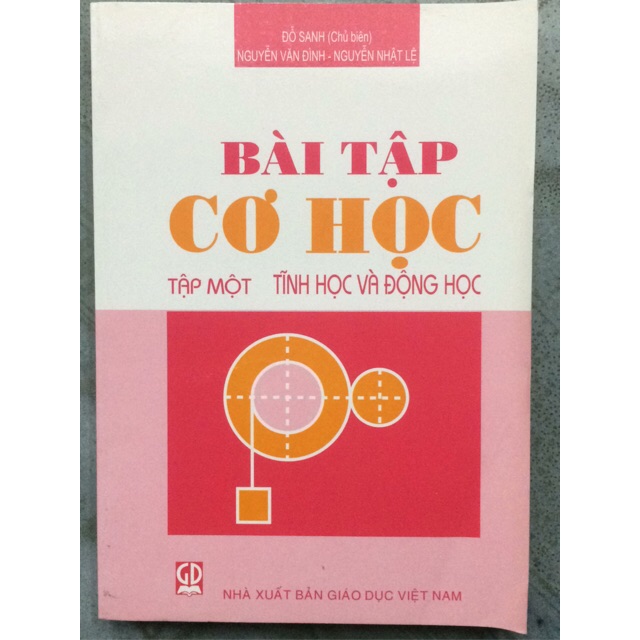 ĐỖ SANH (Chủ biên)
NGUYỄN VĂN ĐÌNH - NGUYỄN NHẬT LỆ
BÀI TẬP
CƠ HỌC
TẬP MỘT TĨNH HỌC VÀ ĐỘNG HỌC
GD
NHÀ XUẤT BẢN GIÁO DỤC VIỆT NAM